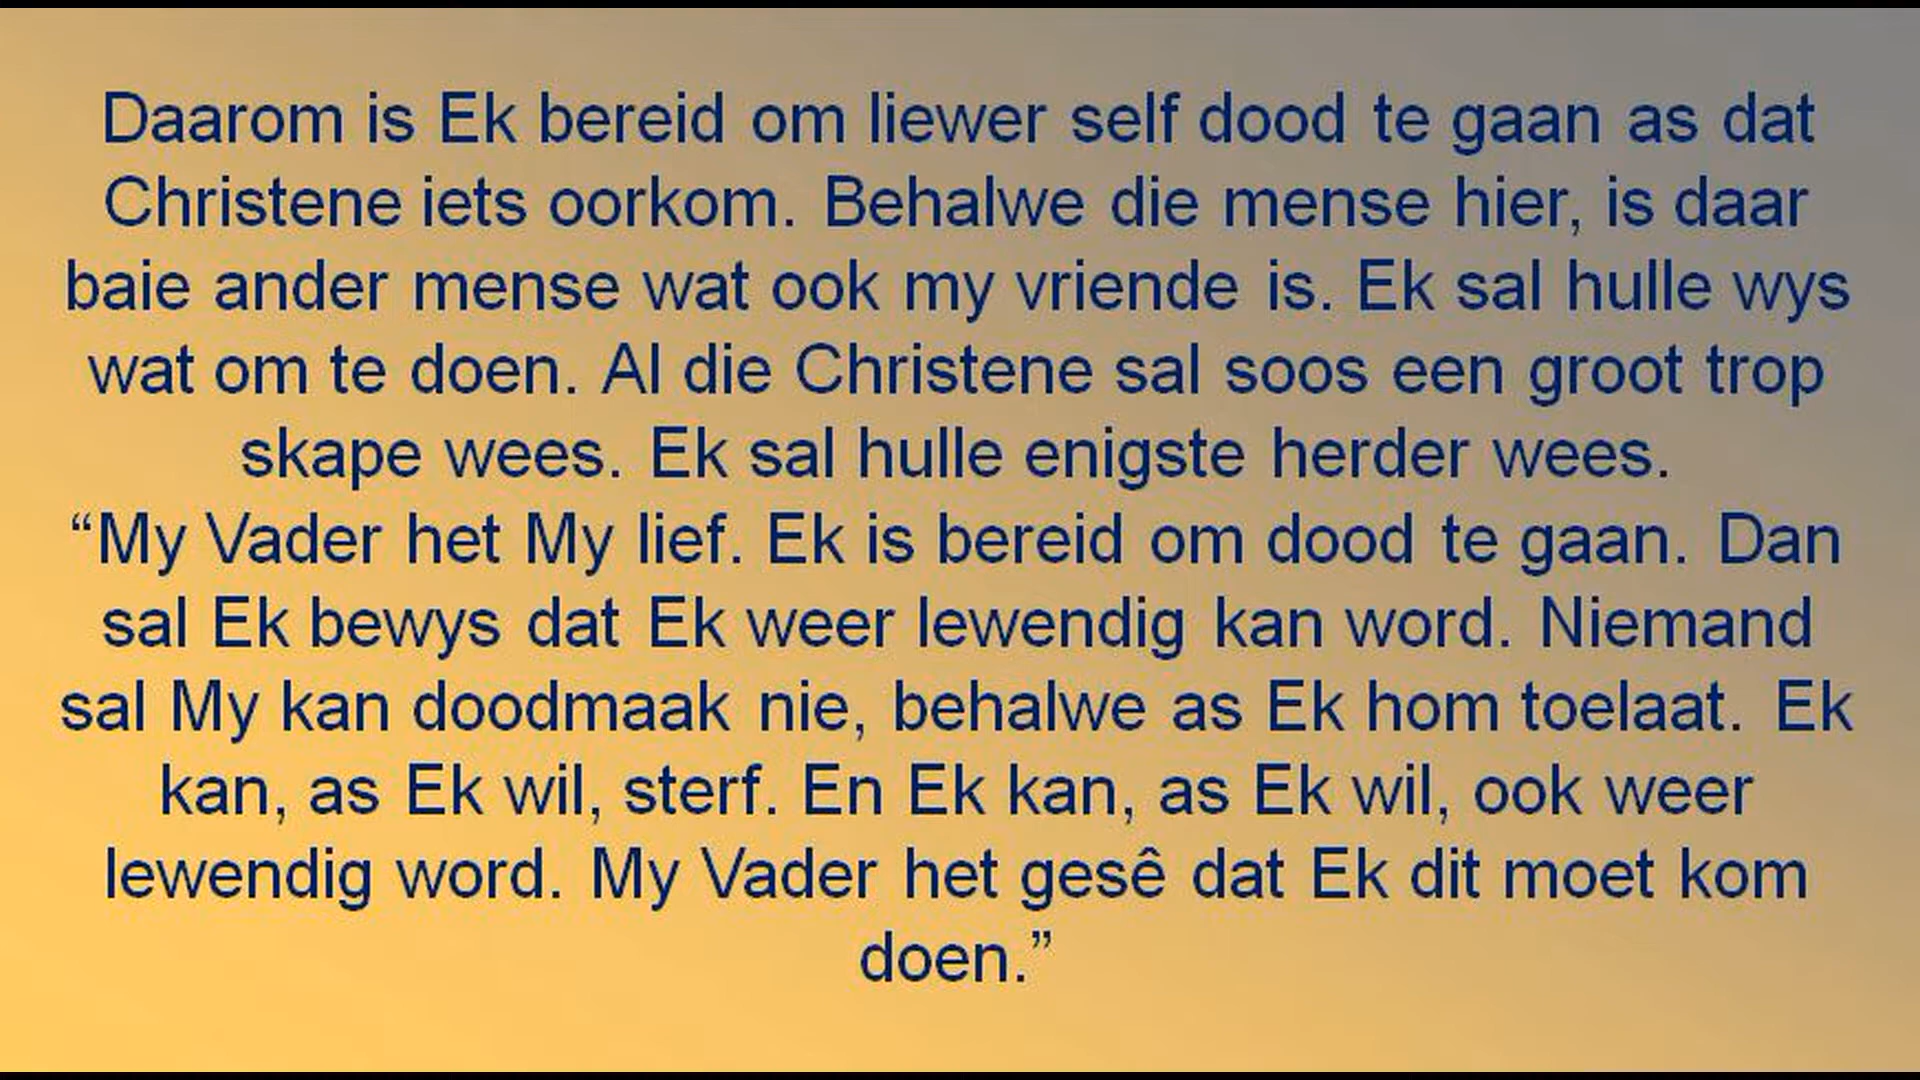 Daarom is Ek bereid om liewer self dood te gaan as dat
Christene iets oorkom. Behalwe die mense hier, is daar
baie ander mense wat ook my vriende is. Ek sal hulle wys
wat om te doen. Al die Christene sal soos een groot trop
skape wees. Ek sal hulle enigste herder wees.
“My Vader het My lief. Ek is bereid om dood te gaan. Dan
sal Ek bewys dat Ek weer lewendig kan word. Niemand
sal My kan doodmaak nie, behalwe as Ek hom toelaat. Ek
kan, as Ek wil, sterf. En Ek kan, as Ek wil, ook weer
lewendig word. My Vader het gesê dat Ek dit moet kom
doen.”